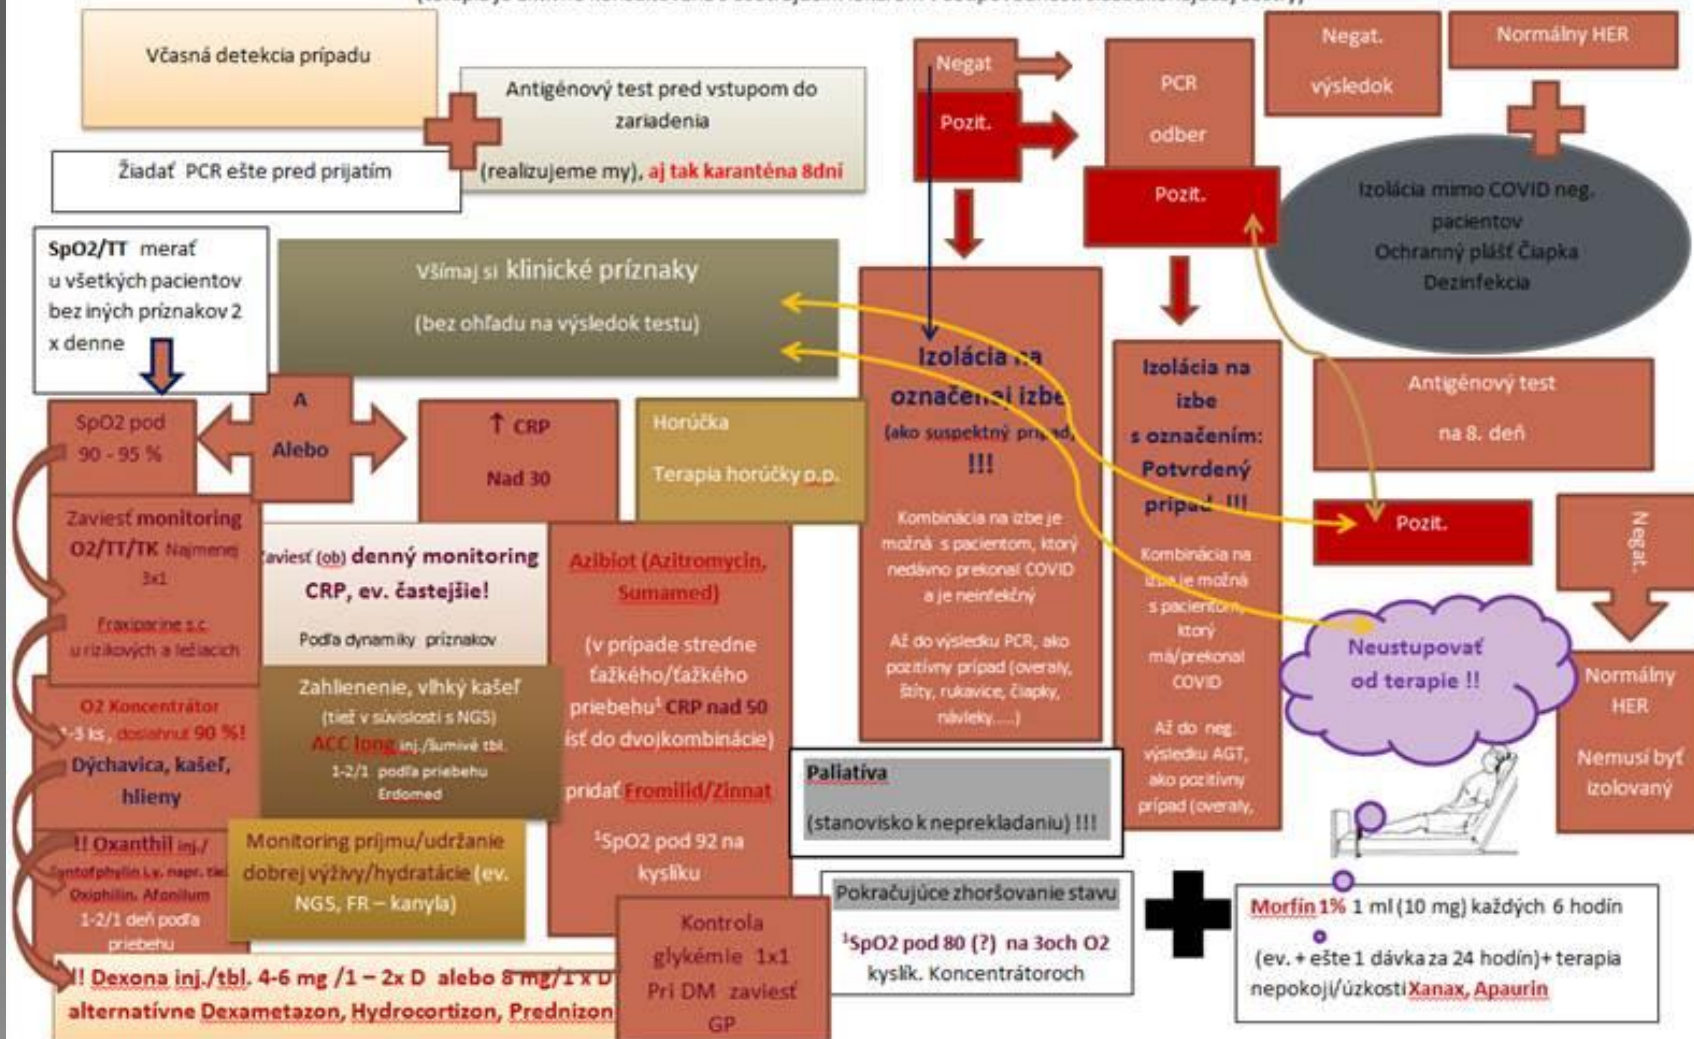 Včasná detekcia prípadu
Antigénový test pred vstupom do
zariadenia
(realizujeme my), aj tak karanténa 8dní
Žiadať PCR ešte pred prijatím
Negat
Pozit.
PCR
odber
Pozit.
Negat.
výsledok
Normálny HER
Izolácia mimo COVID neg.
pacientov
Ochranný plášť Čiapka
Dezinfekcia
SpO2/TT merať
u všetkých pacientov
bez iných príznakov 2
x denne
Všímaj si klinické príznaky
(bez ohľadu na výsledok testu)
SpO2 pod
90 - 95 %
A
Alebo
↑ CRP
Nad 30
Horúčka
Terapia horúčky p.p.
Izolácia na
označenej izbe
(ako suspektný prípad,
!!!
Kombinácia na izbe je
možná s pacientom, ktorý
nedávno prekonal COVID
a je neinfekčný
Až do výsledku PCR, ako
pozitívny prípad (overaly,
štíty, rukavice, čiapky,
návleky.....)
Izolácia na
izbe
s označením:
Potvrdený
prípad !!!
Kombinácia na
izbe je možná
s pacientom,
ktorý
má/prekonal
COVID
Až do neg.
výsledku AGT,
ako pozitívny
prípad (overaly,
Antigénový test
na 8. deň
Pozit.
Negat.
Normálny
HER
Nemusí byť
izolovaný
Neustupovať
od terapie !!
Zaviesť monitoring
O2/TT/TK Najmenej
3x1
Fraxiparine s.c
u rizikových a ležiacich
O2 Koncentrátor
-3 ks, dosiahnuť 90 %!
Dýchavica, kašeľ,
hlieny
!! Oxanthil inj./
i.v. napr. tiež
Oxiphilin, Afonilum
1-2/1 deň podľa
priebehu
aviesť (ob) denný monitoring
CRP, ev. častejšie!
Podľa dynamiky príznakov
Zahlienenie, vlhký kašeľ
(tiež v súvislosti s NGS)
ACC long inj./šumivé tbl.
1-2/1 podľa priebehu
Erdomed
Monitoring príjmu/udržanie
dobrej výživy/hydratácie (ev.
NGS, FR – kanyla)
Azibiot (Azitromycin,
Sumamed)
(v prípade stredne
ťažkého/ťažkého
priebehu¹ CRP nad 50
ísť do dvojkombinácie)
pridať Fromilid/Zinnat
¹SpO2 pod 92 na
kyslíku
Kontrola
glykémie 1x1
Pri DM zaviesť
GP
!! Dexona inj./tbl. 4-6 mg /1 – 2x D alebo 8 mg/1 x D
alternatívne Dexametazon, Hydrocortizon, Prednizon
Paliatíva
(stanovisko k neprekladaniu) !!!
Pokračujúce zhoršovanie stavu
¹SpO2 pod 80 (?) na 3och O2
kyslík. Koncentrátoroch
Morfín 1% 1 ml (10 mg) každých 6 hodín
(ev. + ešte 1 dávka za 24 hodín)+ terapia
nepokoj/úzkosti Xanax, Apaurin